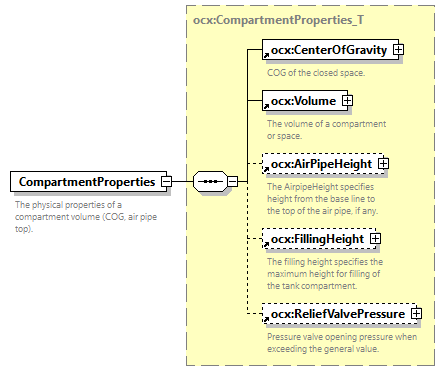 ocx:CompartmentProperties_T
ocx:CenterOfGravity
COG of the closed space.
ocx:Volume
The volume of a compartment
or space.
ocx:AirPipeHeight
The AirpipeHeight specifies
height from the base line to
the top of the air pipe, if any.
CompartmentProperties
The physical properties of a
compartment volume (COG, air pipe
top).
ocx:FillingHeight
The filling height specifies the
maximum height for filling of
the tank compartment.
ocx:ReliefValvePressure
Pressure valve opening pressure when
exceeding the general value.